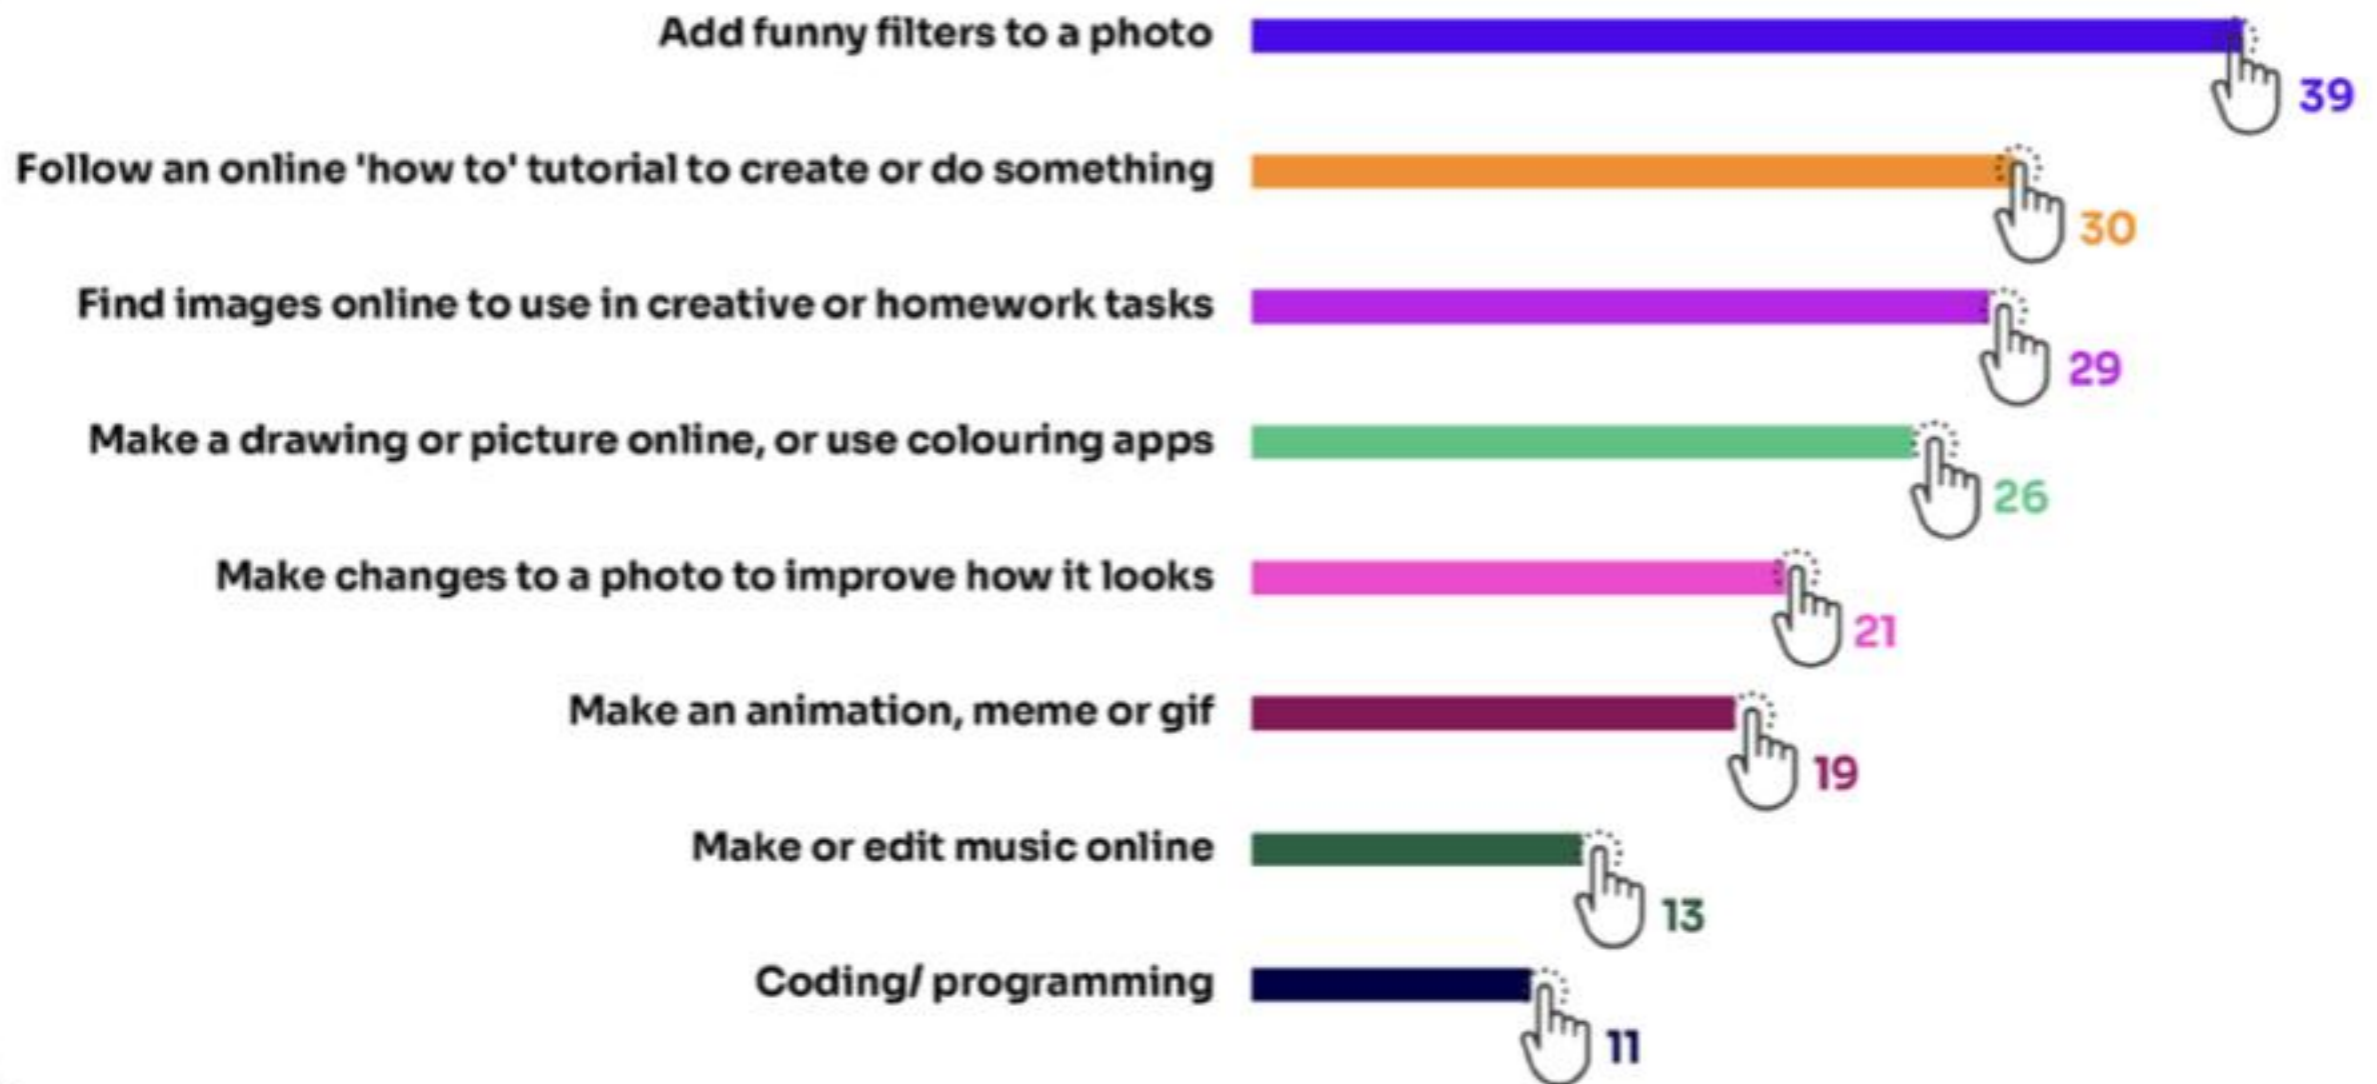 Add funny filters to a photo
39
Follow an online 'how to' tutorial to create or do something
30
Find images online to use in creative or homework tasks
29
Make a drawing or picture online, or use colouring apps
26
Make changes to a photo to improve how it looks
21
Make an animation, meme or gif
19
Make or edit music online
13
Coding/ programming
11